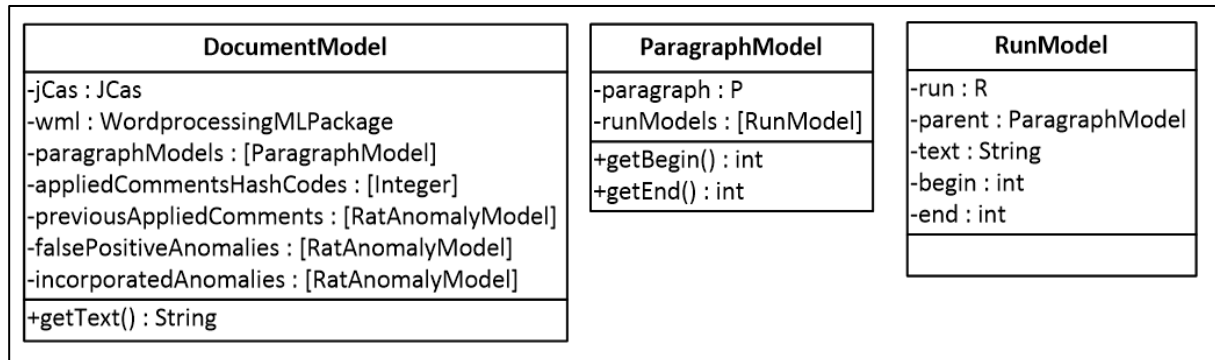 DocumentModel
-jCas : JCas
-wml : WordprocessingMLPackage
-paragraphModels : [ParagraphModel]
-appliedCommentsHashCodes : [Integer]
-previousAppliedComments : [RatAnomalyModel]
-falsePositiveAnomalies : [RatAnomalyModel]
-incorporatedAnomalies : [RatAnomalyModel]
+getText() : String
ParagraphModel
-paragraph : P
-runModels : [RunModel]
+getBegin() : int
+getEnd() : int
RunModel
-run : R
-parent : ParagraphModel
-text : String
-begin : int
-end : int